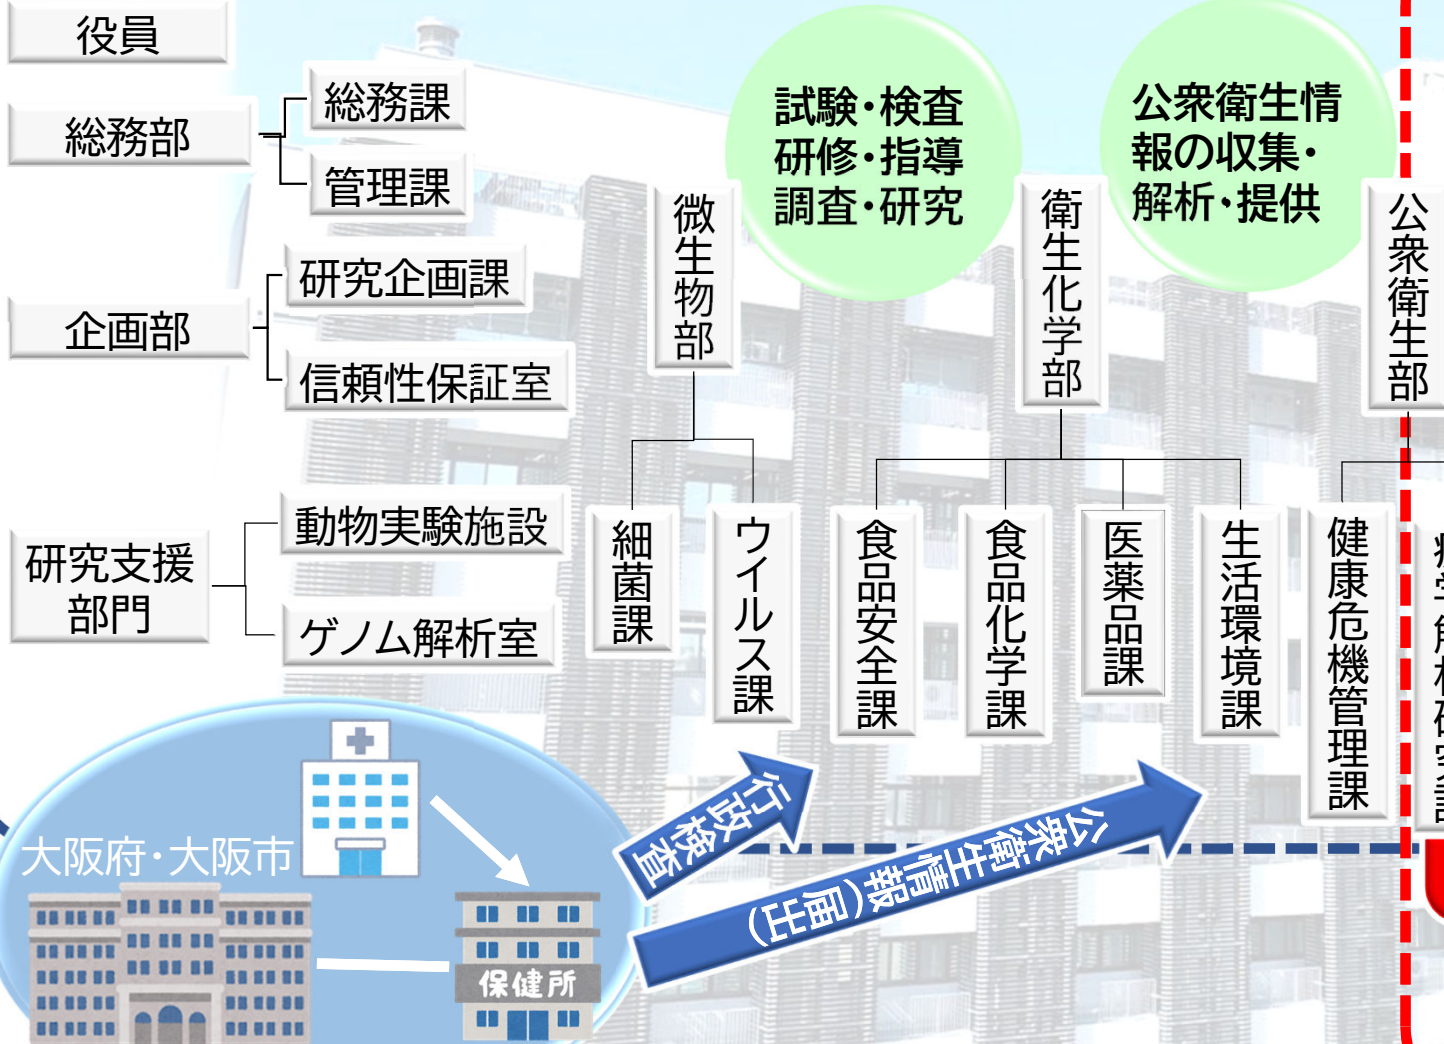 役員
総務部
総務課
管理課
企画部
研究企画課
信頼性保証室
研究支援
部門
動物実験施設
ゲノム解析室
試験・検査
研修・指導
調査・研究
公衆衛生情
報の収集・
解析・提供
微生物部
細菌課
ウイルス課
衛生化学部
食品安全課
食品化学課
医薬品課
生活環境課
公衆衛生部
健康危機管理課
大阪府・大阪市
保健所
行政検査
公衆衛生情報(届出)